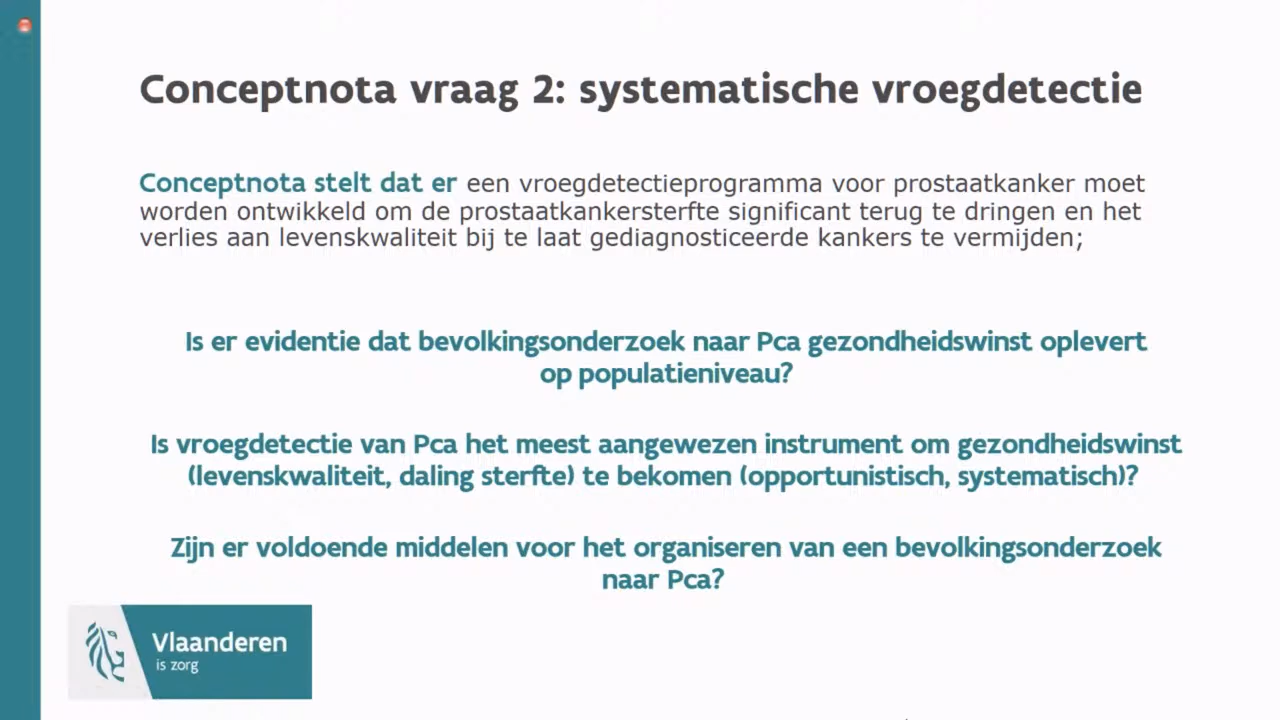 Conceptnota vraag 2: systematische vroegdetectie
Conceptnota stelt dat er een vroegdetectieprogramma voor prostaatkanker moet
worden ontwikkeld om de prostaatkankersterfte significant terug te dringen en het
verlies aan levenskwaliteit bij te laat gediagnosticeerde kankers te vermijden;
Is er evidentie dat bevolkingsonderzoek naar Pca gezondheidswinst oplevert
op populatieniveau?
Is vroegdetectie van Pca het meest aangewezen instrument om gezondheidswinst
(levenskwaliteit, daling sterfte) te bekomen (opportunistisch, systematisch)?
Zijn er voldoende middelen voor het organiseren van een bevolkingsonderzoek
naar Pca?
Vlaanderen
is zorg